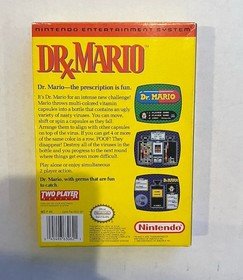 NINTENDO ENTERTAINMENT SYSTEM
DR. MARIO
Dr. Mario—the prescription is fun.
It's Dr. Mario for an intense new challenge!
Mario throws multi-colored vitamin
capsules into a bottle that contains an ugly
variety of nasty viruses. You can move,
shift or spin a capsule as they fall.
Arrange them to align with other capsules
on top of the virus. If you can get 4 or more
of the same color in a row, POOF! They
disappear! Destroy all of the viruses in the
bottle and you progress to the next round
where things get even more difficult.
Play alone or enjoy simultaneous
2 player action.
Dr. Mario, with germs that are fun
to catch.
TWO PLAYER
Dr. MARIO
Nintendo